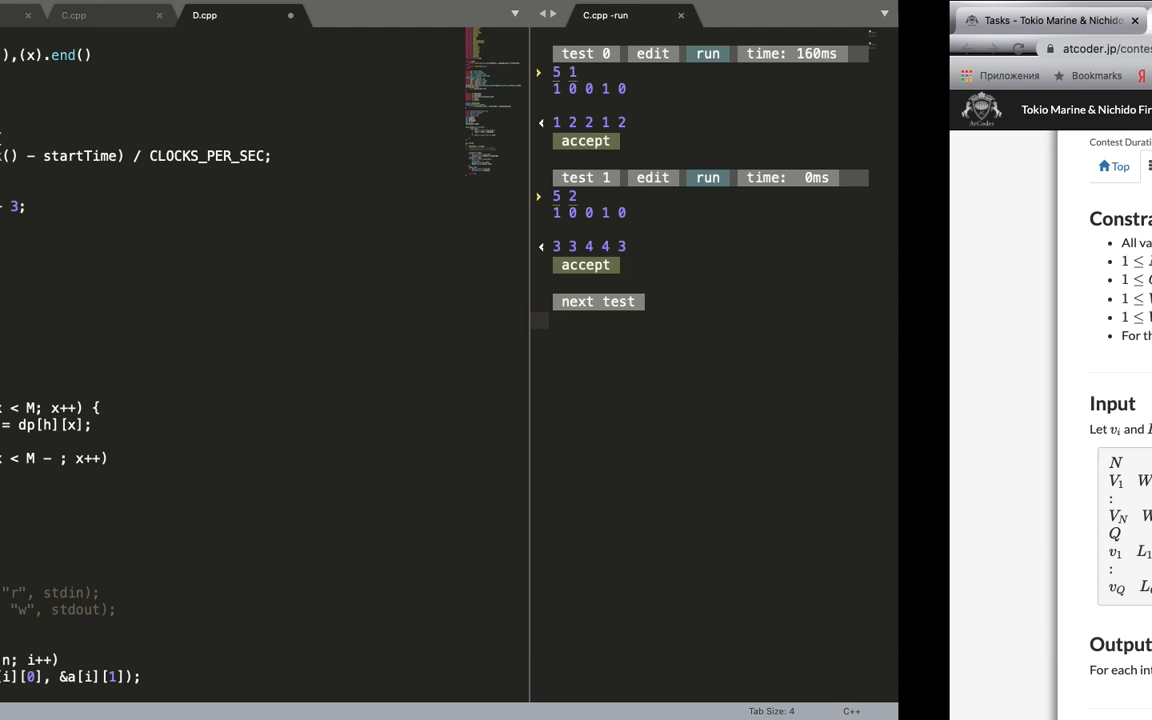 C.cpp
D.cpp
),(x).end()
() - startTime) / CLOCKS_PER_SEC;
3;
< M; x++) {
= dp[h][x];
< M - ; x++)
"r", stdin);
"w", stdout);
n; i++)
[i][0], &a[i][1]);
C.cpp -run
test 0 edit run time: 160ms
5 1
1 0 0 1 0
1 2 2 1 2
accept
test 1 edit run time: 0ms
5 2
1 0 0 1 0
3 3 4 4 3
accept
next test
Tab Size: 4 C++
Tasks - Tokio Marine & Nichido
atcoder.jp/contes
Приложения Bookmarks Я
AtCoder
Tokio Marine & Nichido Fir
Contest Durati
Top
Constra
All va
1 ≤
1 ≤
1 ≤
1 ≤
For th
Input
Let vᵢ and
N
V₁ W
:
V_N W
Q
v₁ L₁
:
v_Q L
Output
For each int